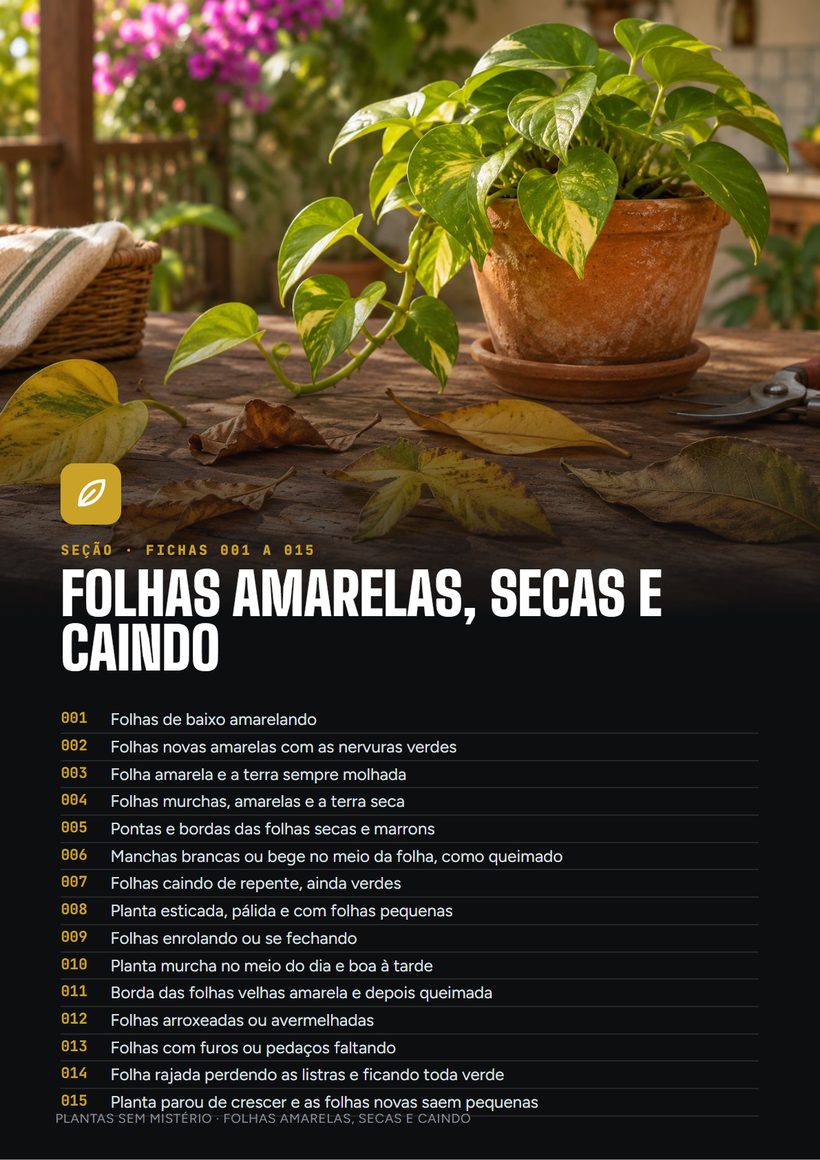 SEÇÃO · FICHAS 001 A 015
FOLHAS AMARELAS, SECAS E
CAINDO
001 Folhas de baixo amarelando
002 Folhas novas amarelas com as nervuras verdes
003 Folha amarela e a terra sempre molhada
004 Folhas murchas, amarelas e a terra seca
005 Pontas e bordas das folhas secas e marrons
006 Manchas brancas ou bege no meio da folha, como queimado
007 Folhas caindo de repente, ainda verdes
008 Planta esticada, pálida e com folhas pequenas
009 Folhas enrolando ou se fechando
010 Planta murcha no meio do dia e boa à tarde
011 Borda das folhas velhas amarela e depois queimada
012 Folhas arroxeadas ou avermelhadas
013 Folhas com furos ou pedaços faltando
014 Folha rajada perdendo as listras e ficando toda verde
015 Planta parou de crescer e as folhas novas saem pequenas
PLANTAS SEM MISTÉRIO · FOLHAS AMARELAS, SECAS E CAINDO